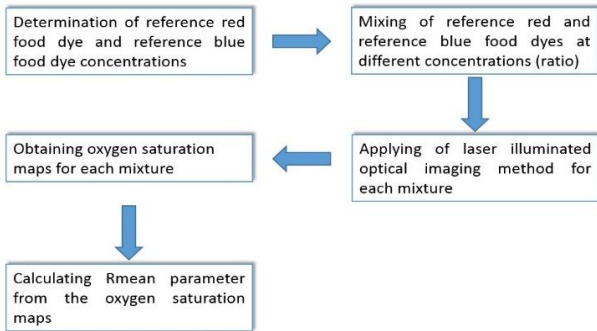 Determination of reference red
food dye and reference blue
food dye concentrations
Mixing of reference red and
reference blue food dyes at
different concentrations (ratio)
Applying of laser illuminated
optical imaging method for
each mixture
Obtaining oxygen saturation
maps for each mixture
Calculating Rmean parameter
from the oxygen saturation
maps